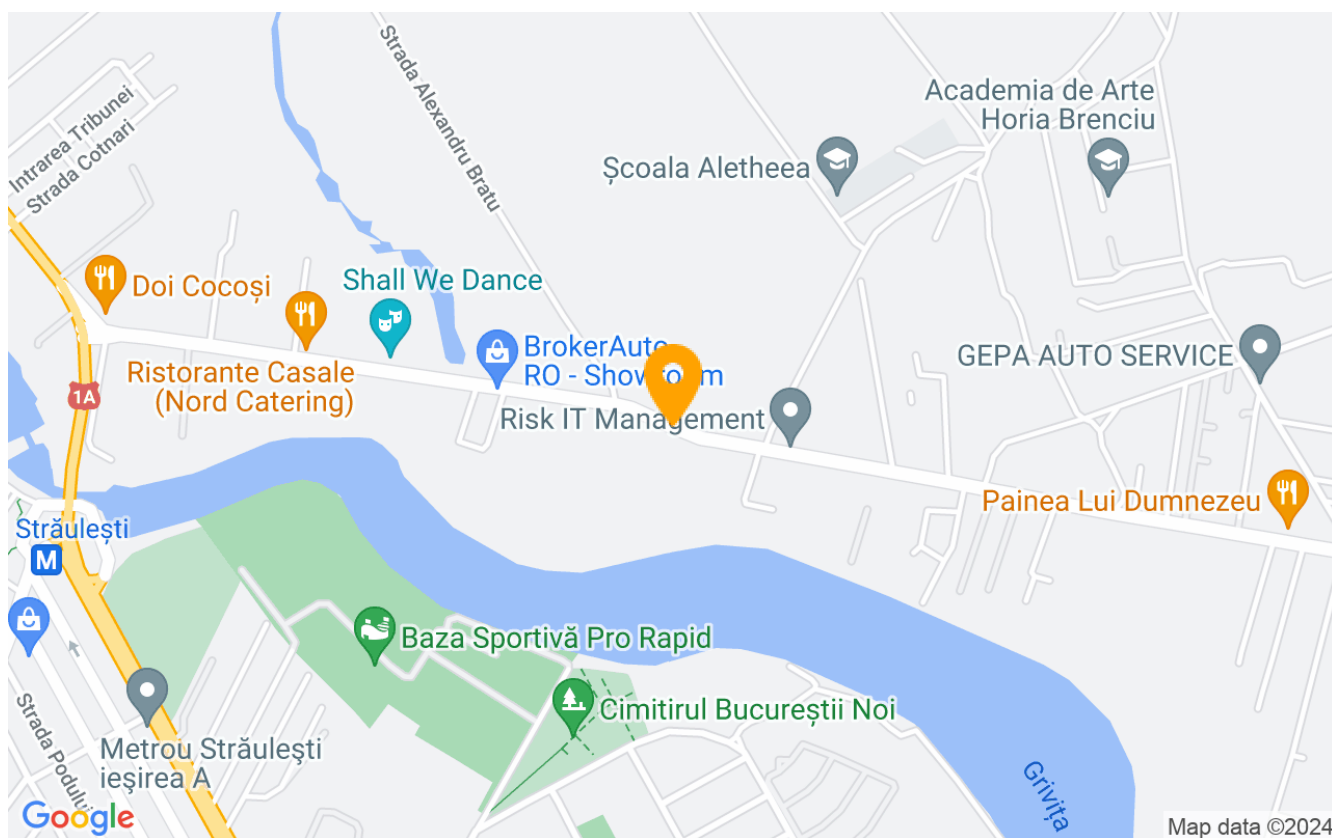 Strada Alexandru Bratu
Academia de Arte
Horia Brenciu
Intrarea Tribunei
Strada Cotnari
Școala Aletheea
Doi Cocoși
Shall We Dance
BrokerAuto
RO - Showroom
GEPA AUTO SERVICE
Ristorante Casale
(Nord Catering)
1A
Risk IT Management
Painea Lui Dumnezeu
Străulești
M
Baza Sportivă Pro Rapid
Cimitirul Bucureștii Noi
Strada Podului
Metrou Străuleşti
ieşirea A
Grivița
Google
Map data ©2024